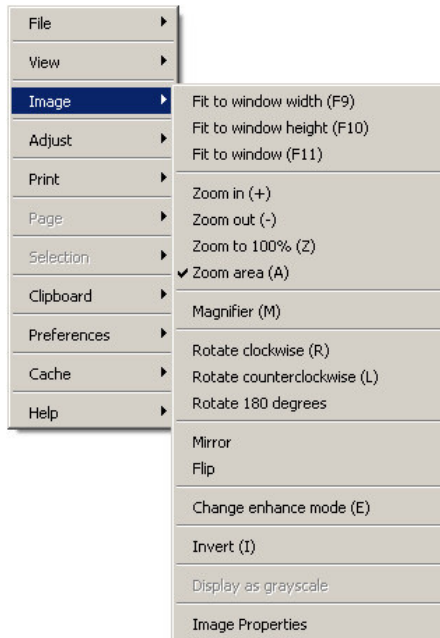 File
View
Image
Adjust
Print
Page
Selection
Clipboard
Preferences
Cache
Help
Fit to window width (F9)
Fit to window height (F10)
Fit to window (F11)
Zoom in (+)
Zoom out (-)
Zoom to 100% (Z)
Zoom area (A)
Magnifier (M)
Rotate clockwise (R)
Rotate counterclockwise (L)
Rotate 180 degrees
Mirror
Flip
Change enhance mode (E)
Invert (I)
Display as grayscale
Image Properties